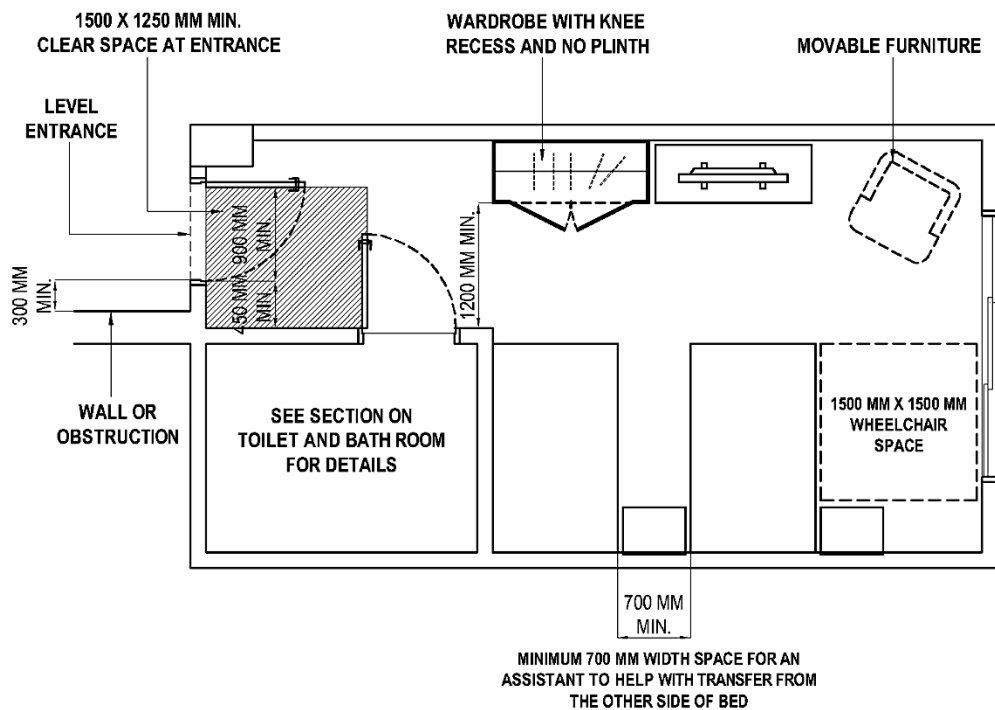 1500 X 1250 MM MIN.
CLEAR SPACE AT ENTRANCE
WARDROBE WITH KNEE
RECESS AND NO PLINTH
MOVABLE FURNITURE
LEVEL
ENTRANCE
900 MM
MIN.
450 MM
MIN
300 MM
MIN.
1200 MM MIN.
WALL OR
OBSTRUCTION
SEE SECTION ON
TOILET AND BATH ROOM
FOR DETAILS
1500 MM X 1500 MM
WHEELCHAIR
SPACE
700 MM
MIN.
MINIMUM 700 MM WIDTH SPACE FOR AN
ASSISTANT TO HELP WITH TRANSFER FROM
THE OTHER SIDE OF BED